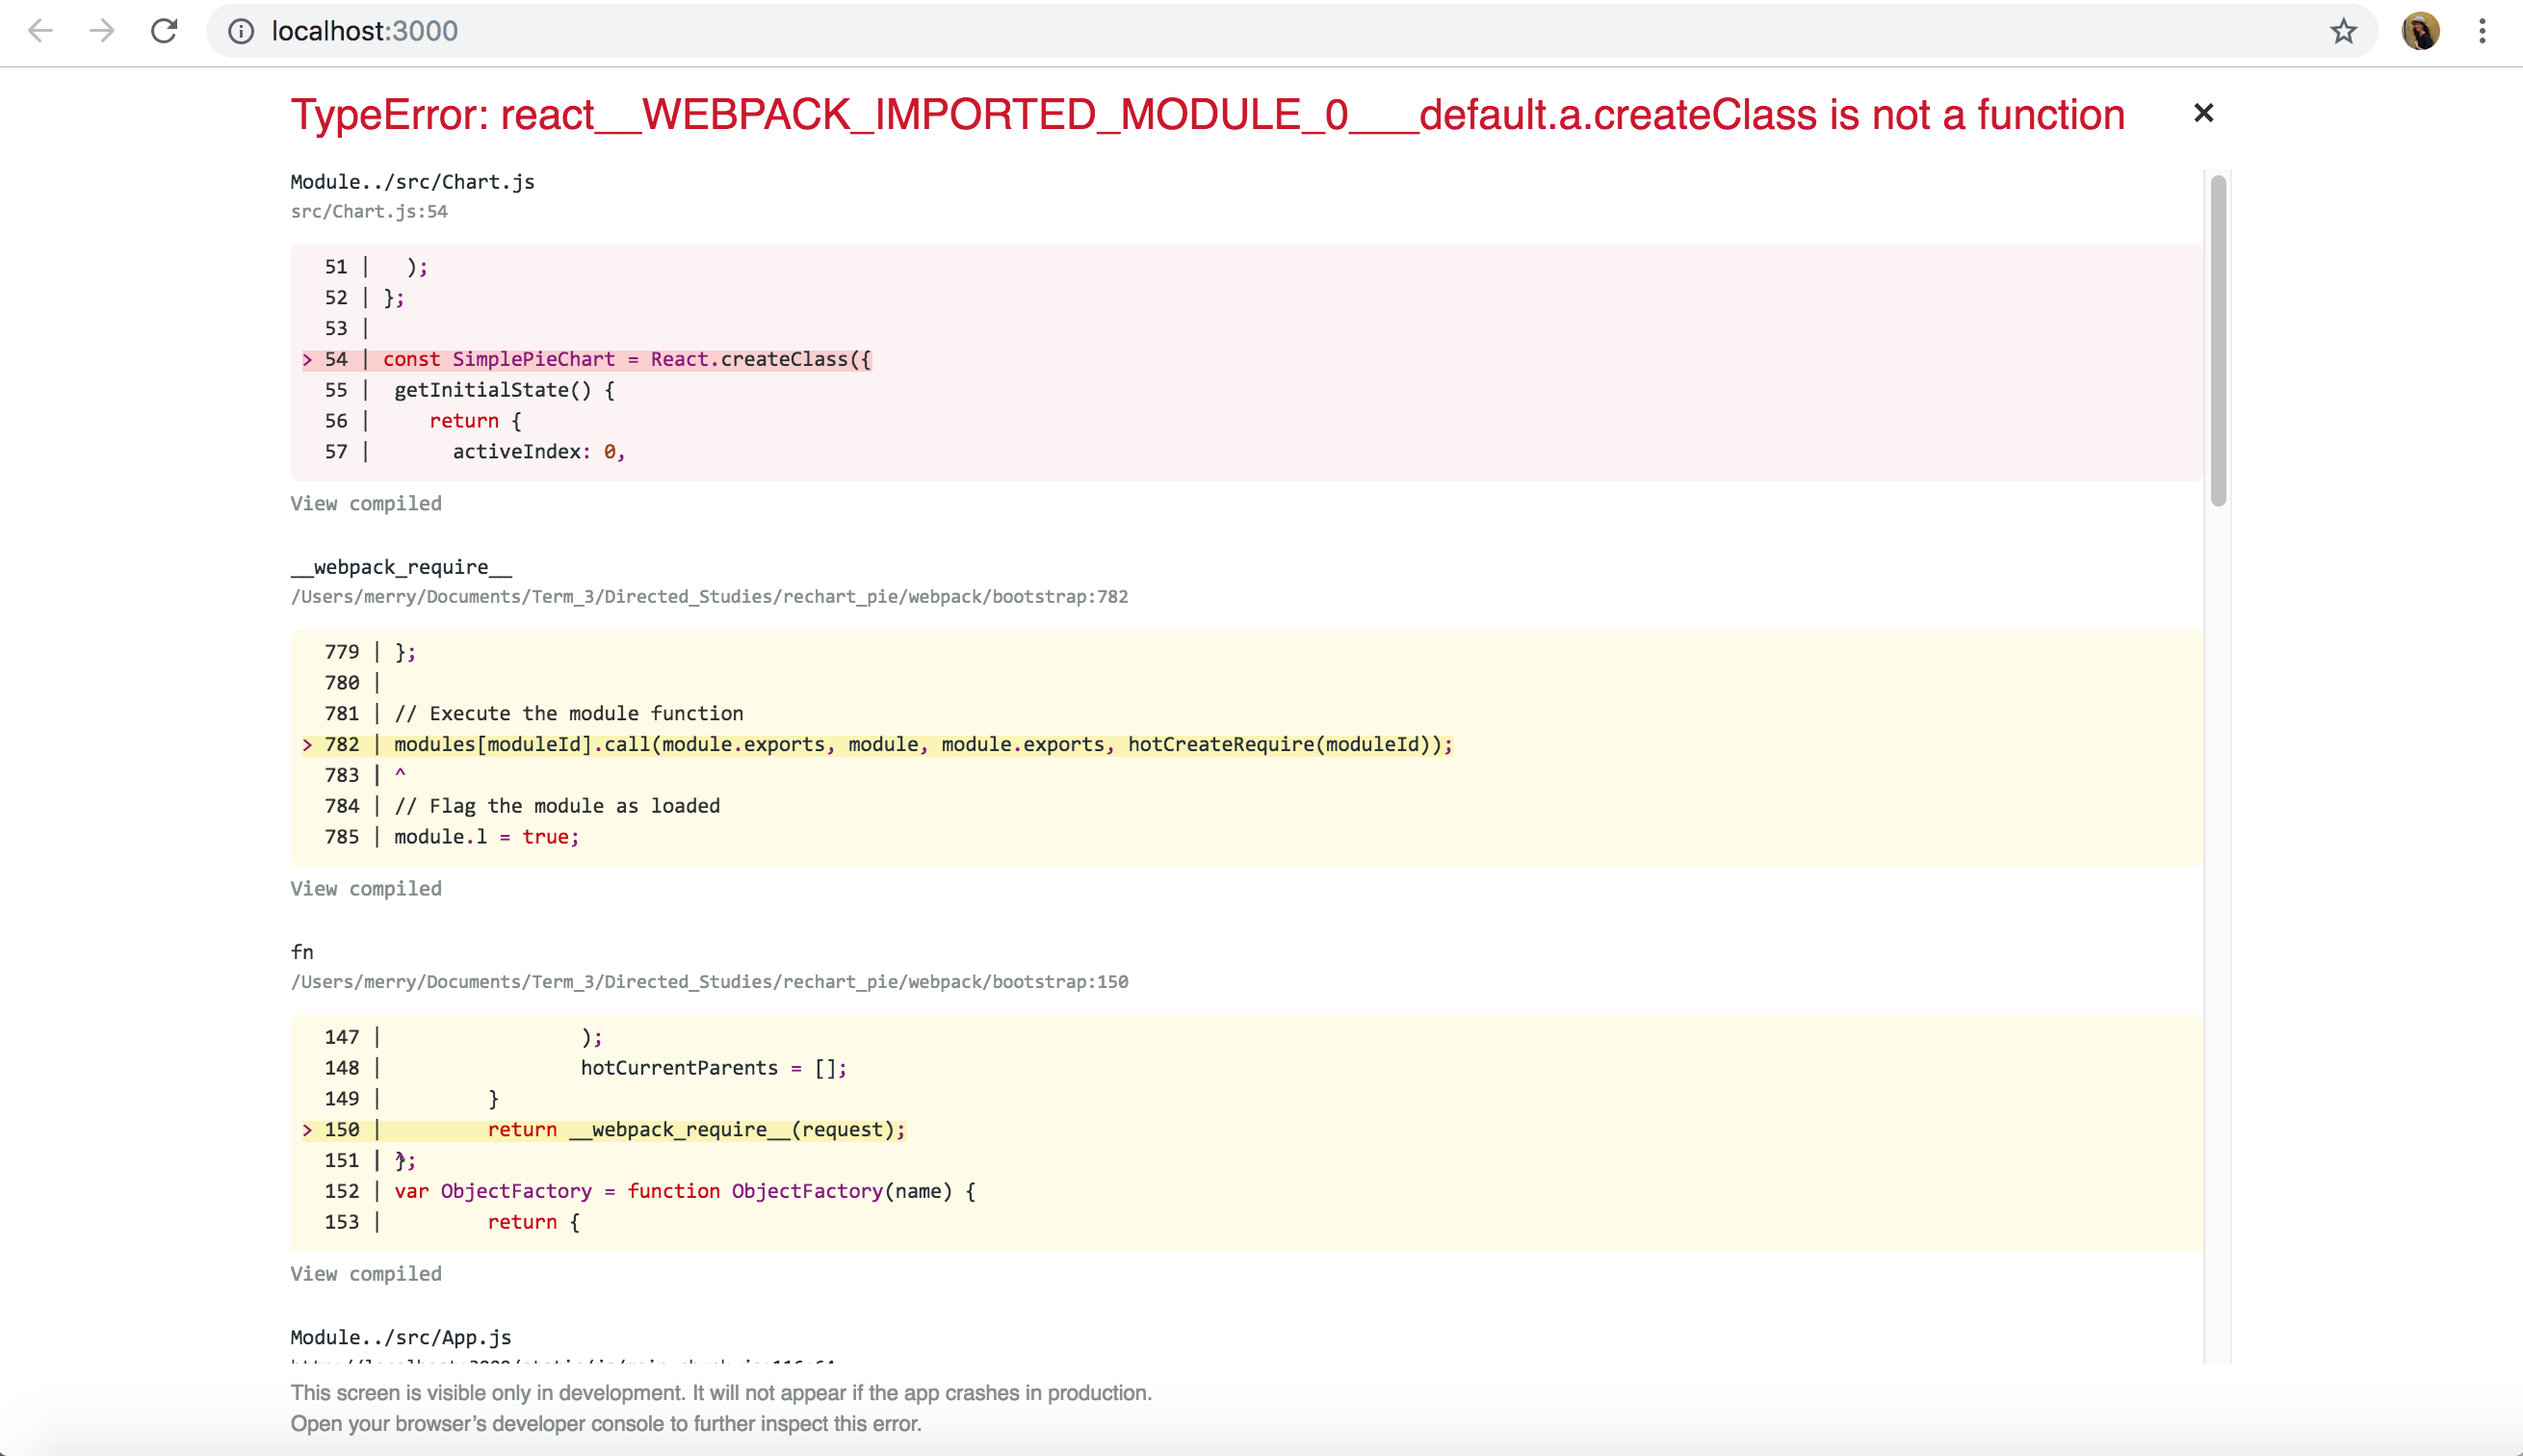 localhost:3000
TypeError: react__WEBPACK_IMPORTED_MODULE_0___default.a.createClass is not a function ×
Module../src/Chart.js
src/Chart.js:54
51 | );
52 | };
53 |
> 54 | const SimplePieChart = React.createClass({
55 | getInitialState() {
56 | return {
57 | activeIndex: 0,
View compiled
__webpack_require__
/Users/merry/Documents/Term_3/Directed_Studies/rechart_pie/webpack/bootstrap:782
779 | };
780 |
781 | // Execute the module function
> 782 | modules[moduleId].call(module.exports, module, module.exports, hotCreateRequire(moduleId));
783 | ^
784 | // Flag the module as loaded
785 | module.l = true;
View compiled
fn
/Users/merry/Documents/Term_3/Directed_Studies/rechart_pie/webpack/bootstrap:150
147 | );
148 | hotCurrentParents = [];
149 | }
> 150 | return __webpack_require__(request);
151 | };
152 | var ObjectFactory = function ObjectFactory(name) {
153 | return {
View compiled
Module../src/App.js
This screen is visible only in development. It will not appear if the app crashes in production.
Open your browser’s developer console to further inspect this error.